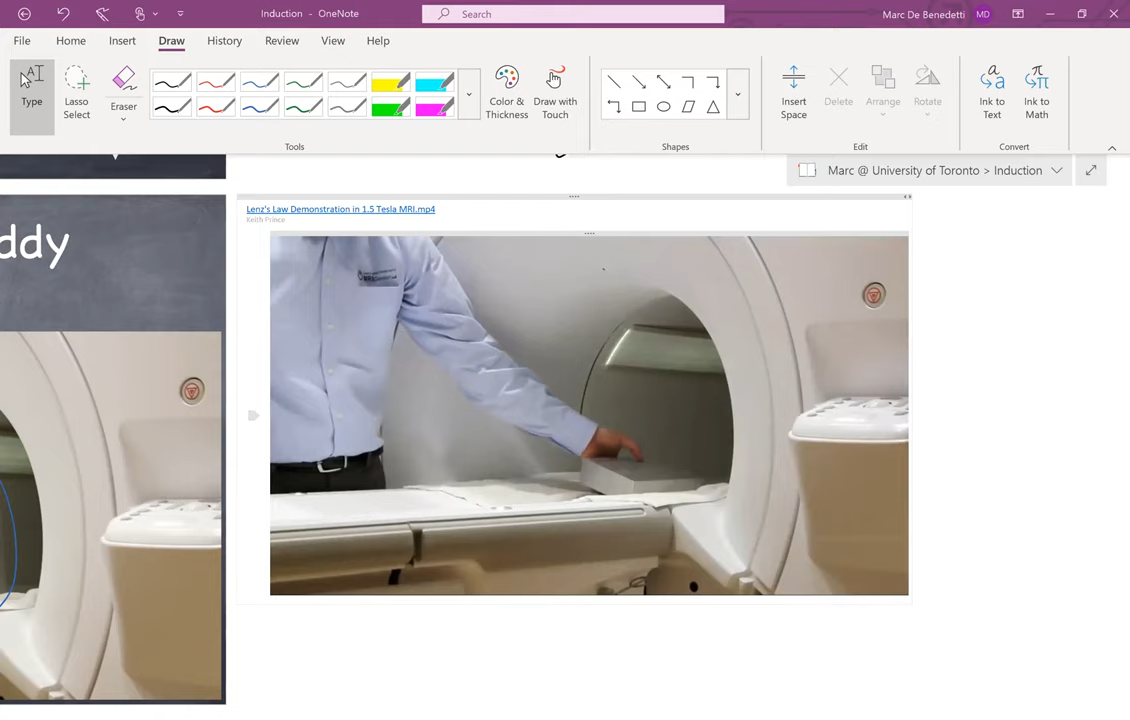 Induction - OneNote
Search
Marc De Benedetti
MD
File
Home
Insert
Draw
History
Review
View
Help
Type
Lasso
Select
Eraser
Color &
Thickness
Draw with
Touch
Insert
Space
Delete
Arrange
Rotate
Ink to
Text
Ink to
Math
Tools
Shapes
Edit
Convert
Marc @ University of Toronto > Induction
Lenz's Law Demonstration in 1.5 Tesla MRI.mp4
Keith Prince
ddy